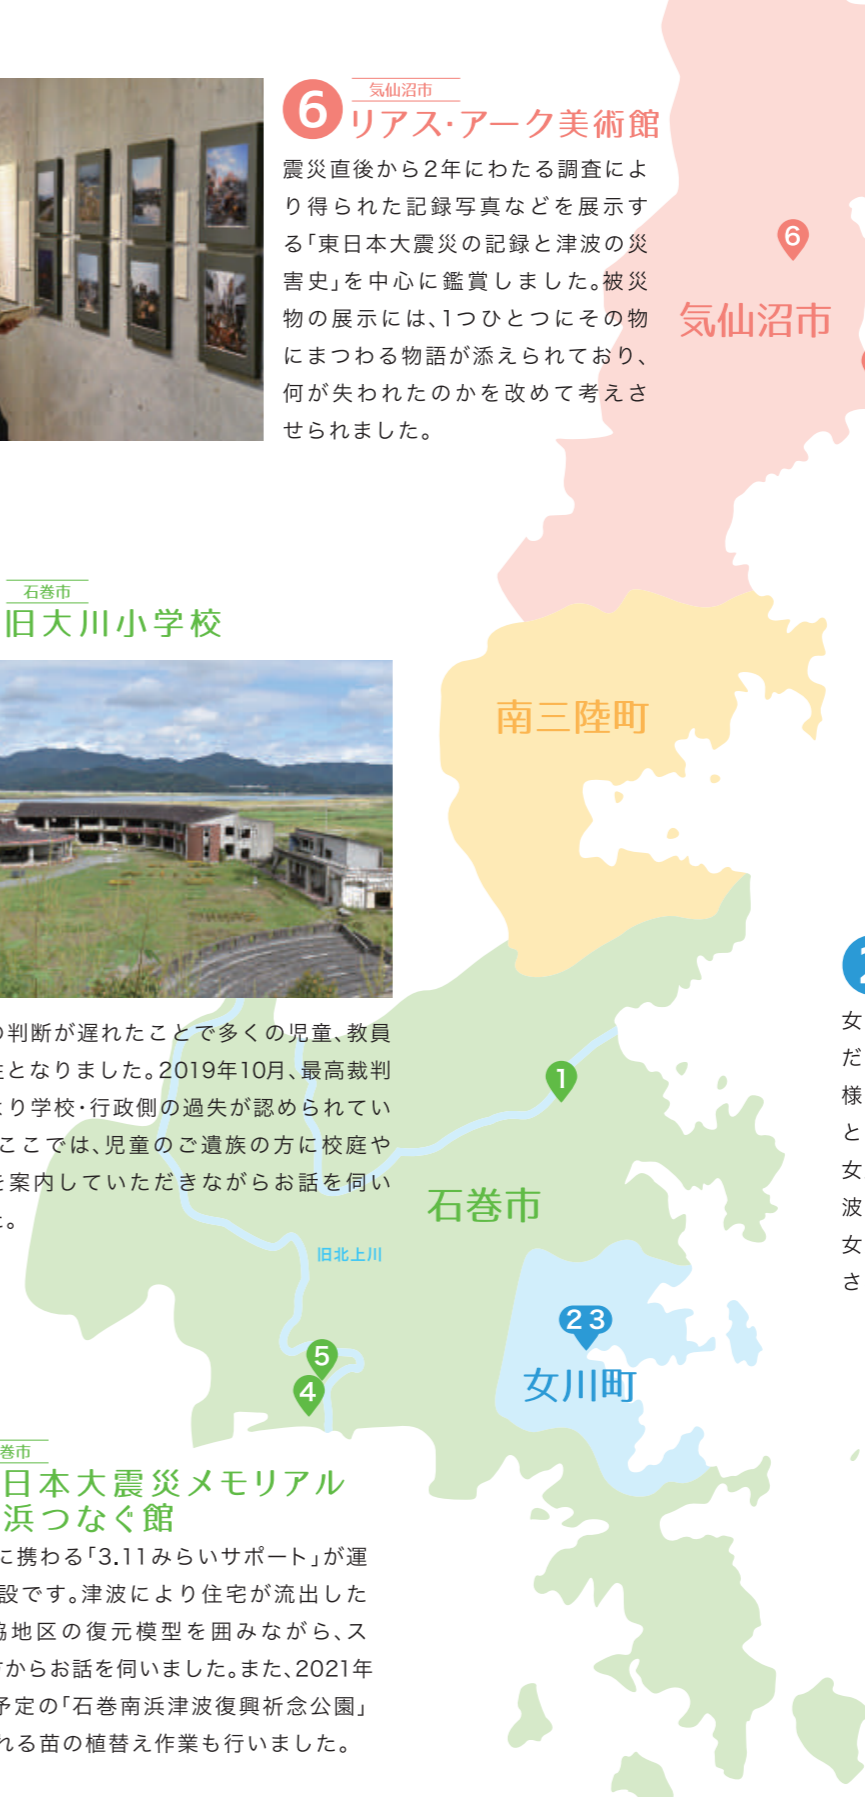 気仙沼市
6 リアス・アーク美術館
震災直後から2年にわたる調査によ
り得られた記録写真などを展示す
る「東日本大震災の記録と津波の災
害史」を中心に鑑賞しました。被災
物の展示には、1つひとつにその物
にまつわる物語が添えられており、
何が失われたのかを改めて考えさ
せられました。
6
気仙沼市
石巻市
旧大川小学校
南三陸町
の判断が遅れたことで多くの児童、教員
となりました。2019年10月、最高裁判
より学校・行政側の過失が認められてい
ここでは、児童のご遺族の方に校庭や
を案内していただきながらお話を伺い
た。
1
石巻市
旧北上川
2 3
女川町
5
4
女
だ
様
と
女
波
女
さ
巻市
日本大震災メモリアル
浜つなぐ館
に携わる「3.11みらいサポート」が運
設です。津波により住宅が流出した
脇地区の復元模型を囲みながら、ス
からお話を伺いました。また、2021年
予定の「石巻南浜津波復興祈念公園」
れる苗の植替え作業も行いました。